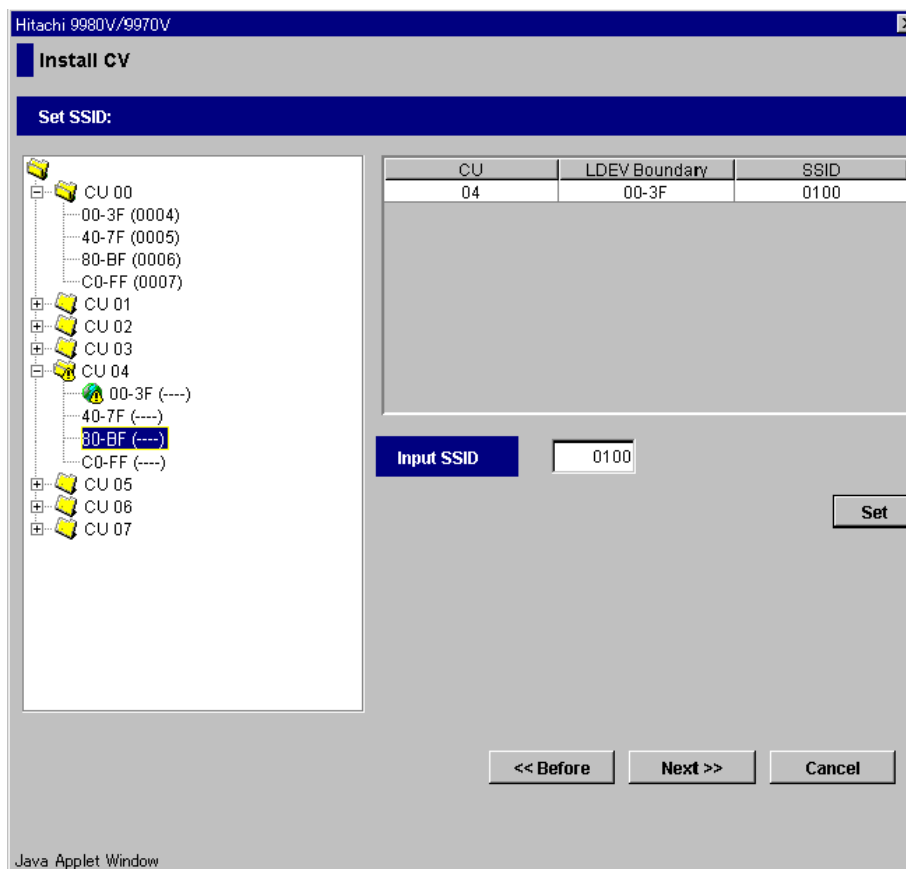 Hitachi 9980V/9970V
Install CV
Set SSID:
CU 00
00-3F (0004)
40-7F (0005)
80-BF (0006)
C0-FF (0007)
CU 01
CU 02
CU 03
CU 04
00-3F (----)
40-7F (----)
80-BF (----)
C0-FF (----)
CU 05
CU 06
CU 07
CU LDEV Boundary SSID
04 00-3F 0100
Input SSID 0100
Set
<< Before Next >> Cancel
Java Applet Window